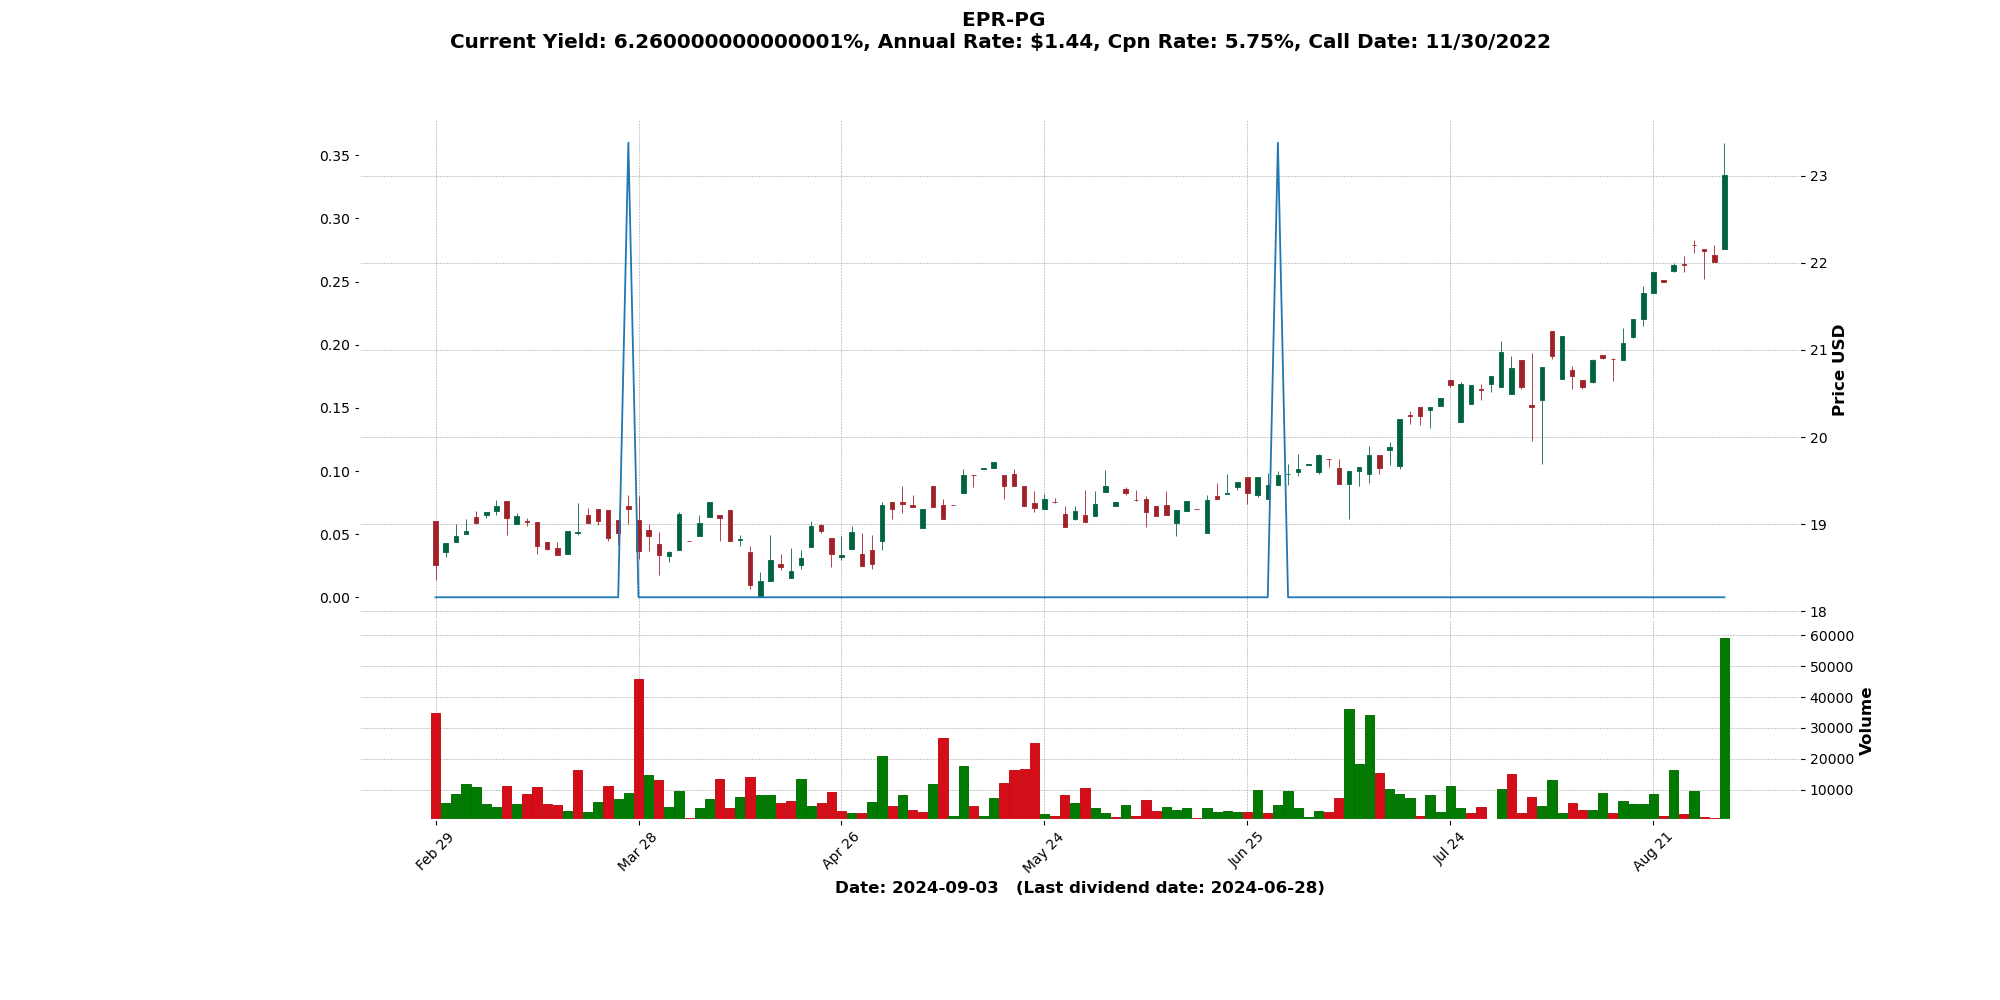 EPR-PG
Current Yield: 6.260000000000001%, Annual Rate: $1.44, Cpn Rate: 5.75%, Call Date: 11/30/2022
0.35
0.30
0.25
0.20
0.15
0.10
0.05
0.00
23
22
21
20
19
18
Price USD
60000
50000
40000
30000
20000
10000
Volume
Feb 29
Mar 28
Apr 26
May 24
Jun 25
Jul 24
Aug 21
Date: 2024-09-03 (Last dividend date: 2024-06-28)